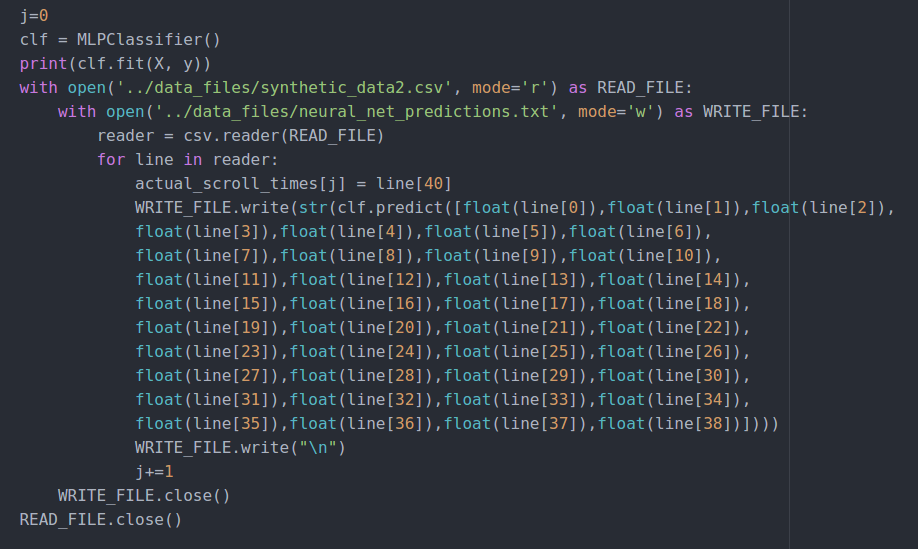 j=0
clf = MLPClassifier()
print(clf.fit(X, y))
with open('../data_files/synthetic_data2.csv', mode='r') as READ_FILE:
    with open('../data_files/neural_net_predictions.txt', mode='w') as WRITE_FILE:
        reader = csv.reader(READ_FILE)
        for line in reader:
            actual_scroll_times[j] = line[40]
            WRITE_FILE.write(str(clf.predict([float(line[0]),float(line[1]),float(line[2]),
            float(line[3]),float(line[4]),float(line[5]),float(line[6]),
            float(line[7]),float(line[8]),float(line[9]),float(line[10]),
            float(line[11]),float(line[12]),float(line[13]),float(line[14]),
            float(line[15]),float(line[16]),float(line[17]),float(line[18]),
            float(line[19]),float(line[20]),float(line[21]),float(line[22]),
            float(line[23]),float(line[24]),float(line[25]),float(line[26]),
            float(line[27]),float(line[28]),float(line[29]),float(line[30]),
            float(line[31]),float(line[32]),float(line[33]),float(line[34]),
            float(line[35]),float(line[36]),float(line[37]),float(line[38])])))
            WRITE_FILE.write("\n")
            j+=1
    WRITE_FILE.close()
READ_FILE.close()